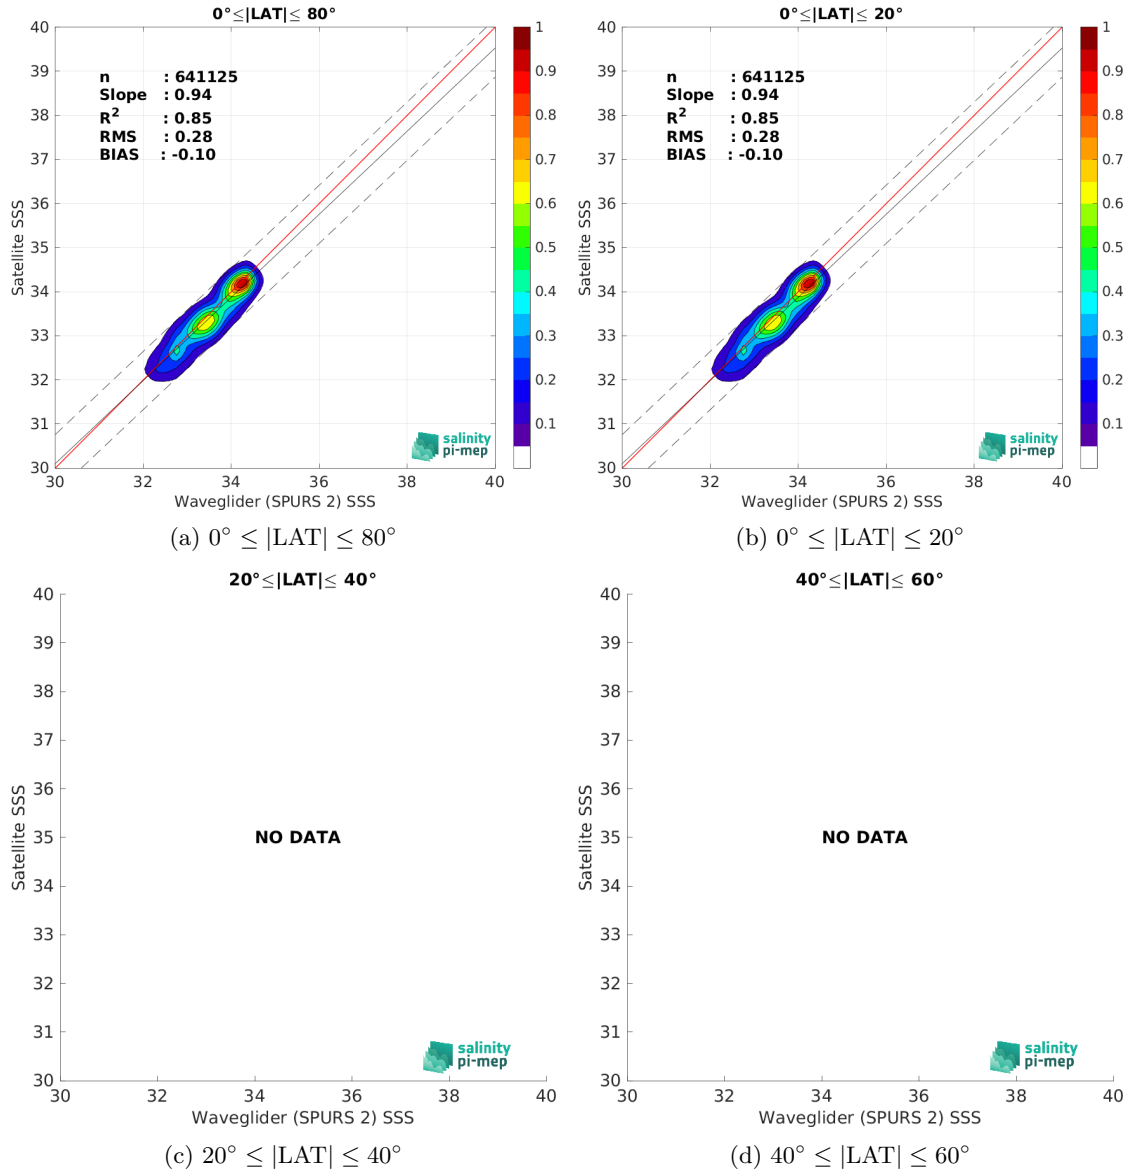 0°≤|LAT|≤ 80°
40
39
38
37
36
35
34
33
32
31
30
Satellite SSS
n : 641125
Slope : 0.94
R² : 0.85
RMS : 0.28
BIAS : -0.10
salinity
pi-mep
30 32 34 36 38 40
Waveglider (SPURS 2) SSS
1
0.9
0.8
0.7
0.6
0.5
0.4
0.3
0.2
0.1
(a) 0° ≤ |LAT| ≤ 80°
0°≤|LAT|≤ 20°
40
39
38
37
36
35
34
33
32
31
30
Satellite SSS
n : 641125
Slope : 0.94
R² : 0.85
RMS : 0.28
BIAS : -0.10
salinity
pi-mep
30 32 34 36 38 40
Waveglider (SPURS 2) SSS
1
0.9
0.8
0.7
0.6
0.5
0.4
0.3
0.2
0.1
(b) 0° ≤ |LAT| ≤ 20°
20°≤|LAT|≤ 40°
40
39
38
37
36
35
34
33
32
31
30
Satellite SSS
NO DATA
salinity
pi-mep
30 32 34 36 38 40
Waveglider (SPURS 2) SSS
(c) 20° ≤ |LAT| ≤ 40°
40°≤|LAT|≤ 60°
40
39
38
37
36
35
34
33
32
31
30
Satellite SSS
NO DATA
salinity
pi-mep
30 32 34 36 38 40
Waveglider (SPURS 2) SSS
(d) 40° ≤ |LAT| ≤ 60°